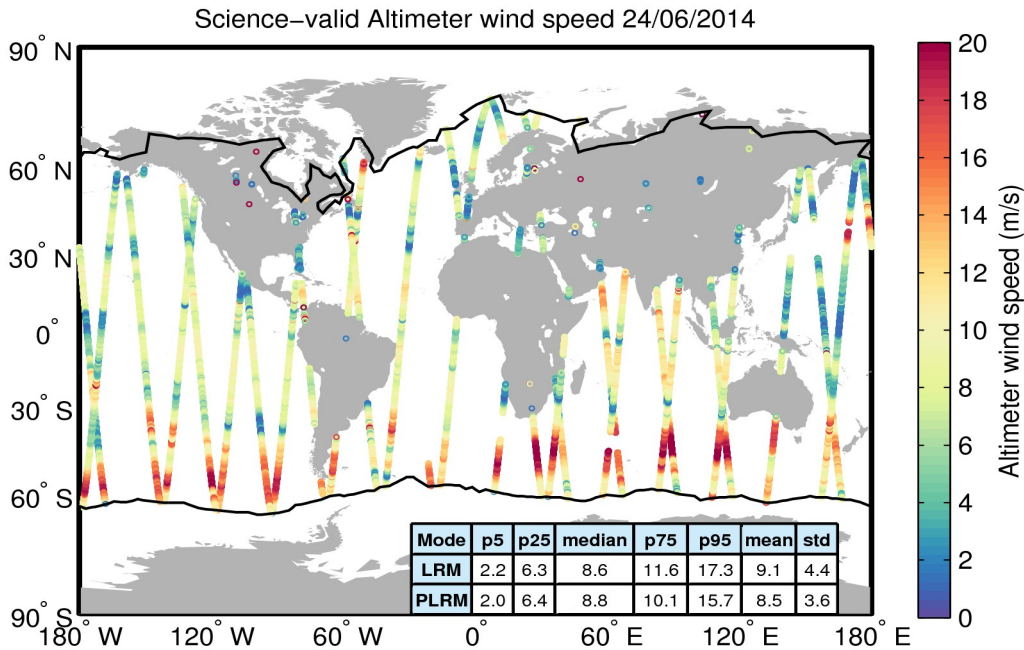 Science−valid Altimeter wind speed 24/06/2014
90° N
60° N
30° N
0°
30° S
60° S
90° S
180° W
120° W
60° W
0°
60° E
120° E
180° E
Mode p5 p25 median p75 p95 mean std
LRM 2.2 6.3 8.6 11.6 17.3 9.1 4.4
PLRM 2.0 6.4 8.8 10.1 15.7 8.5 3.6
20
18
16
14
12
10
8
6
4
2
0
Altimeter wind speed (m/s)